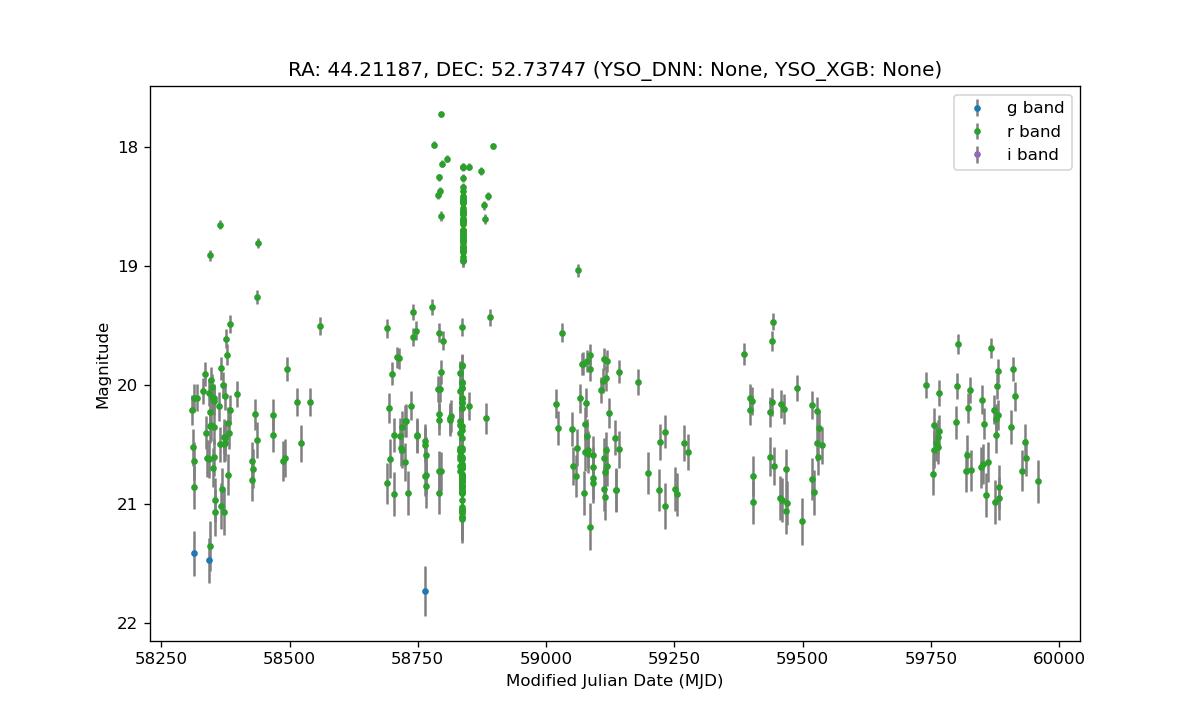 RA: 44.21187, DEC: 52.73747 (YSO_DNN: None, YSO_XGB: None)
g band
r band
i band
18
19
20
21
22
Magnitude
58250 58500 58750 59000 59250 59500 59750 60000
Modified Julian Date (MJD)